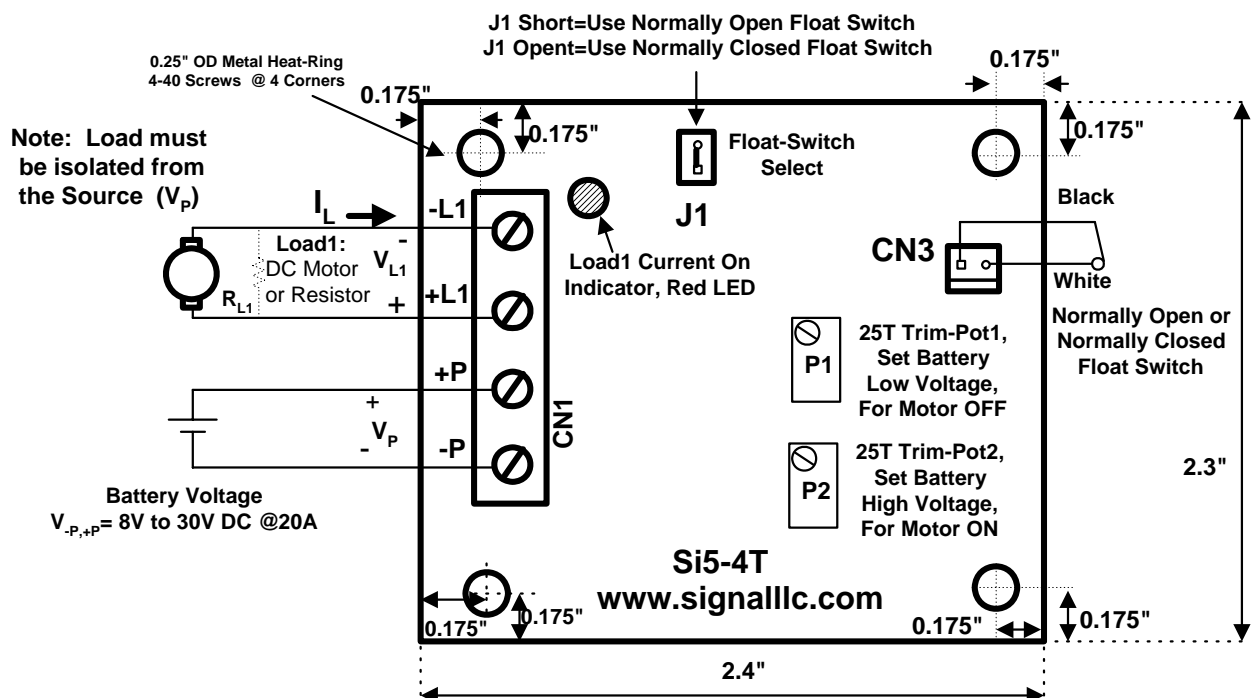 J1 Short=Use Normally Open Float Switch
J1 Opent=Use Normally Closed Float Switch
0.25" OD Metal Heat-Ring
4-40 Screws @ 4 Corners
0.175"
0.175"
0.175"
0.175"
Note: Load must
be isolated from
the Source (VP)
Float-Switch
Select
J1
IL
-L1
-
Load1:
DC Motor
or Resistor
VL1
RL1
+
+L1
Load1 Current On
Indicator, Red LED
Black
CN3
White
Normally Open or
Normally Closed
Float Switch
P1
25T Trim-Pot1,
Set Battery
Low Voltage,
For Motor OFF
+P
+
VP
-
-P
CN1
P2
25T Trim-Pot2,
Set Battery
High Voltage,
For Motor ON
2.3"
Battery Voltage
V-P,+P= 8V to 30V DC @20A
Si5-4T
www.signalllc.com
0.175"
0.175"
0.175"
0.175"
2.4"